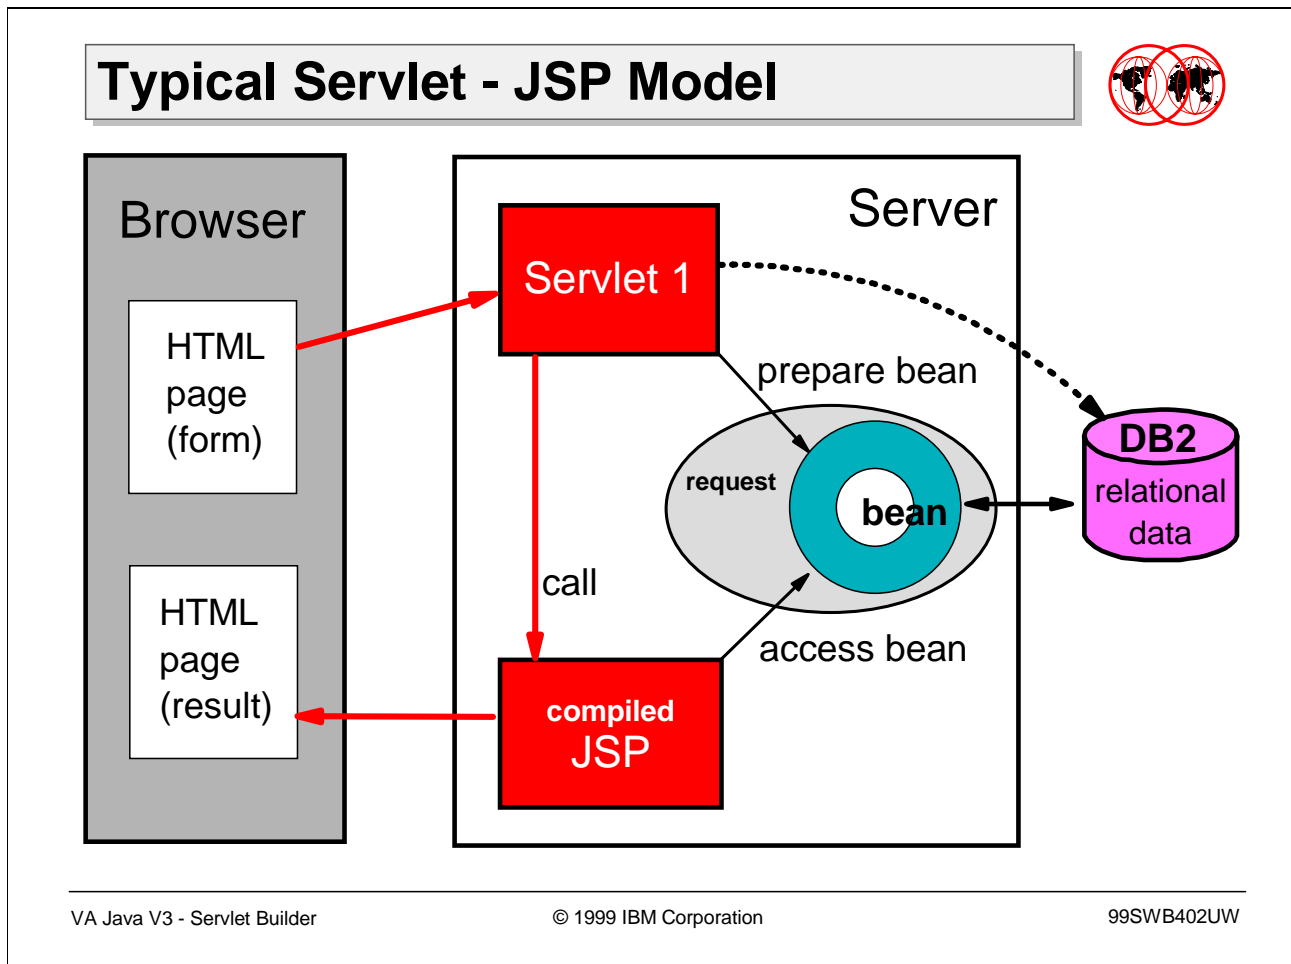 Typical Servlet - JSP Model
Browser
HTML
page
(form)
HTML
page
(result)
Server
Servlet 1
prepare bean
request
bean
call
access bean
compiled
JSP
DB2
relational
data
VA Java V3 - Servlet Builder
© 1999 IBM Corporation
99SWB402UW